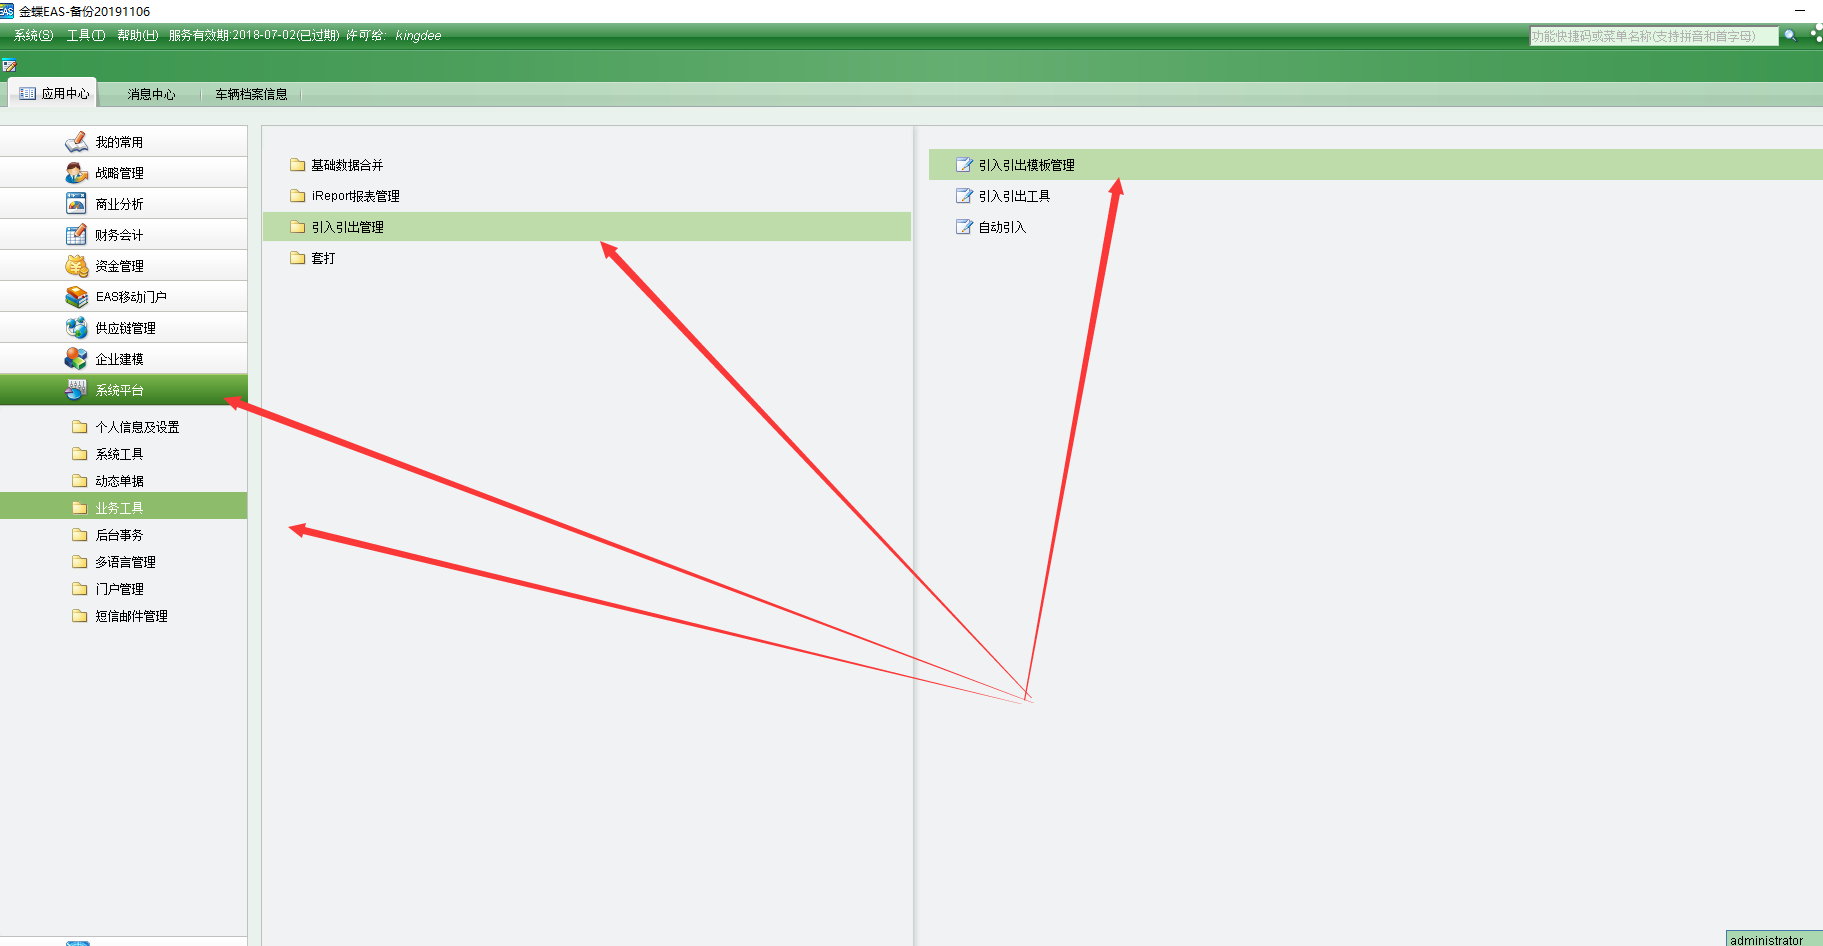 EAS 金蝶EAS-备份20191106
系统(S) 工具(T) 帮助(H) 服务有效期:2018-07-02(已过期) 许可给: kingdee
功能快捷码或菜单名称(支持拼音和首字母)
应用中心 消息中心 车辆档案信息
我的常用
战略管理
商业分析
财务会计
资金管理
EAS移动门户
供应链管理
企业建模
系统平台
个人信息及设置
系统工具
动态单据
业务工具
后台事务
多语言管理
门户管理
短信邮件管理
基础数据合并
iReport报表管理
引入引出管理
套打
引入引出模板管理
引入引出工具
自动引入
administrator